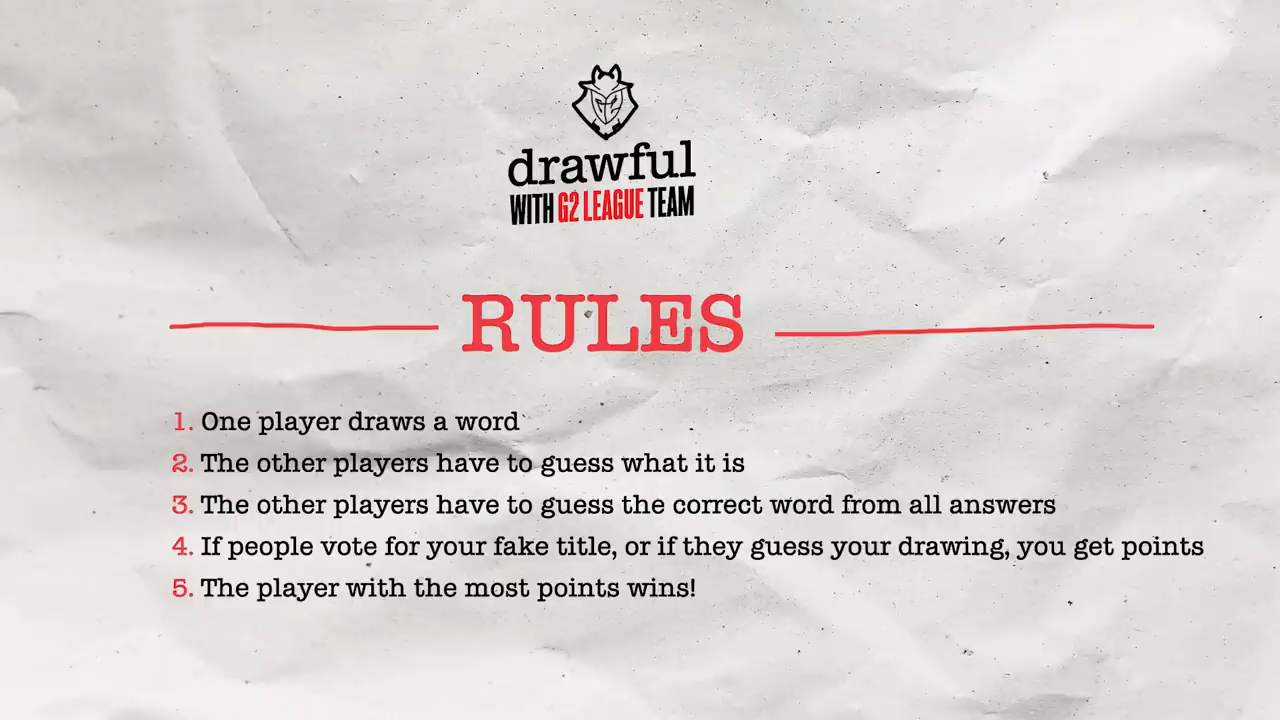 drawful
WITH G2 LEAGUE TEAM
RULES
1. One player draws a word
2. The other players have to guess what it is
3. The other players have to guess the correct word from all answers
4. If people vote for your fake title, or if they guess your drawing, you get points
5. The player with the most points wins!